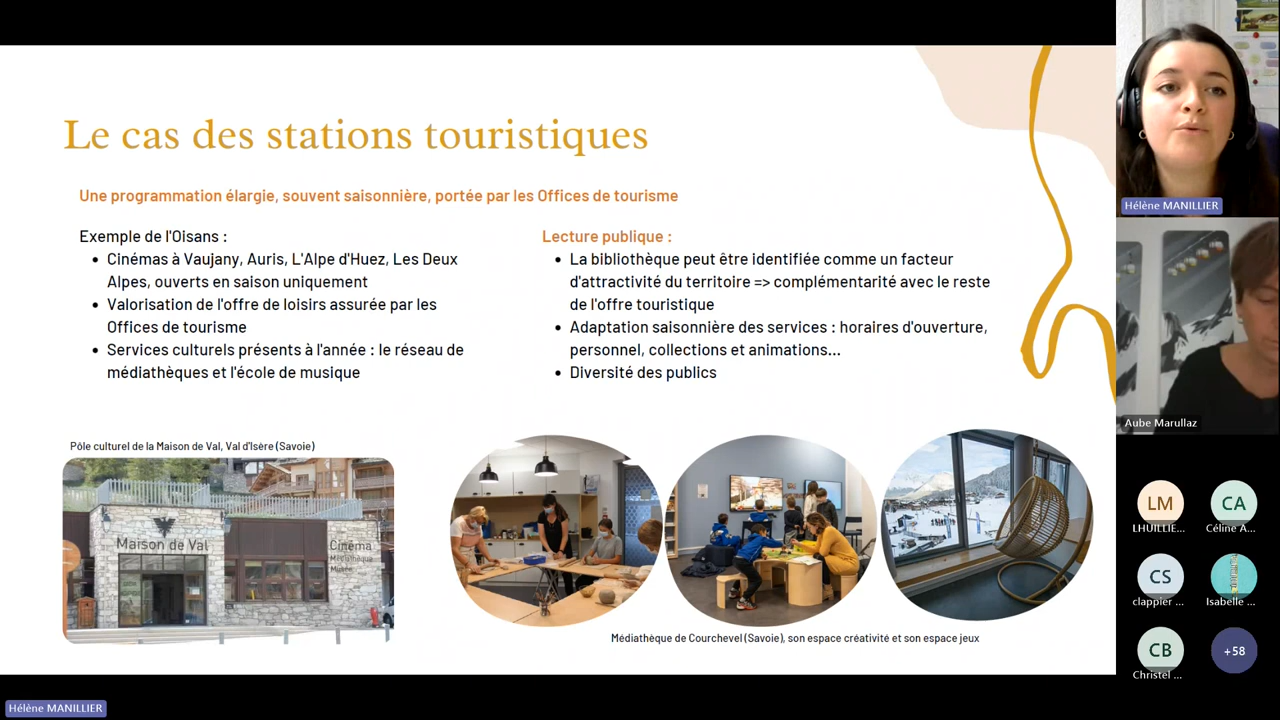 Le cas des stations touristiques
Une programmation élargie, souvent saisonnière, portée par les Offices de tourisme
Exemple de l'Oisans :
• Cinémas à Vaujany, Auris, L'Alpe d'Huez, Les Deux
Alpes, ouverts en saison uniquement
• Valorisation de l'offre de loisirs assurée par les
Offices de tourisme
• Services culturels présents à l'année : le réseau de
médiathèques et l'école de musique
Lecture publique :
• La bibliothèque peut être identifiée comme un facteur
d'attractivité du territoire => complémentarité avec le reste
de l'offre touristique
• Adaptation saisonnière des services : horaires d'ouverture,
personnel, collections et animations...
• Diversité des publics
Pôle culturel de la Maison de Val, Val d'Isère (Savoie)
Maison de Val
Cinéma
Médiathèque
Musée
Médiathèque de Courchevel (Savoie), son espace créativité et son espace jeux
Hélène MANILLIER
Aube Marullaz
LM
LHUILLIE...
CA
Céline A...
CS
clappier ...
Isabelle ...
CB
Christel ...
+58
Hélène MANILLIER